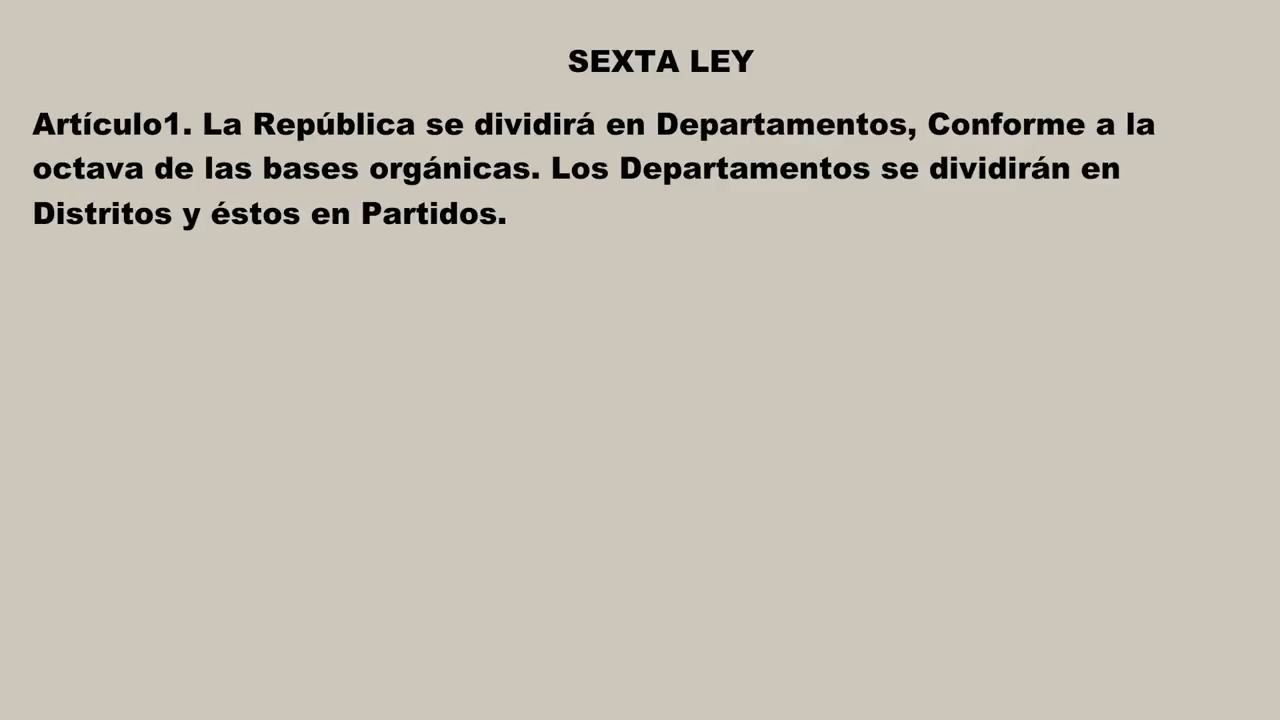 SEXTA LEY
Artículo1. La República se dividirá en Departamentos, Conforme a la
octava de las bases orgánicas. Los Departamentos se dividirán en
Distritos y éstos en Partidos.